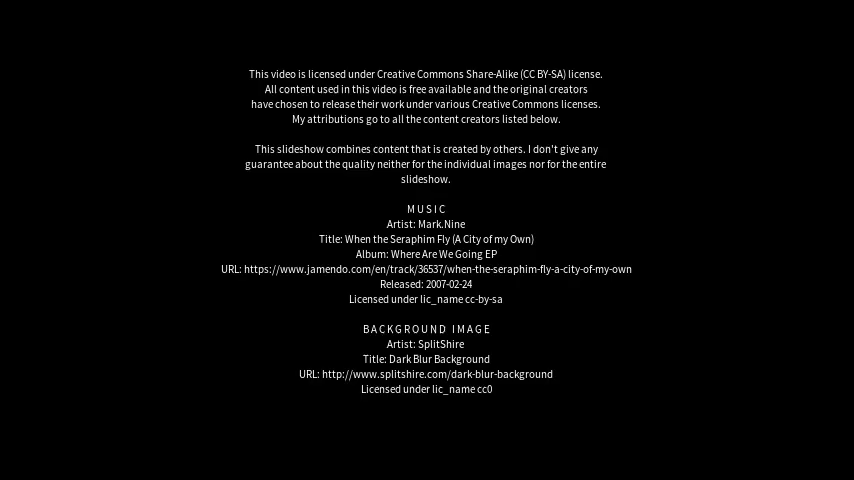 This video is licensed under Creative Commons Share-Alike (CC BY-SA) license.
All content used in this video is free available and the original creators
have chosen to release their work under various Creative Commons licenses.
My attributions go to all the content creators listed below.
This slideshow combines content that is created by others. I don't give any
guarantee about the quality neither for the individual images nor for the entire
slideshow.
MUSIC
Artist: Mark.Nine
Title: When the Seraphim Fly (A City of my Own)
Album: Where Are We Going EP
URL: https://www.jamendo.com/en/track/36537/when-the-seraphim-fly-a-city-of-my-own
Released: 2007-02-24
Licensed under lic_name cc-by-sa
BACKGROUND IMAGE
Artist: SplitShire
Title: Dark Blur Background
URL: http://www.splitshire.com/dark-blur-background
Licensed under lic_name cc0